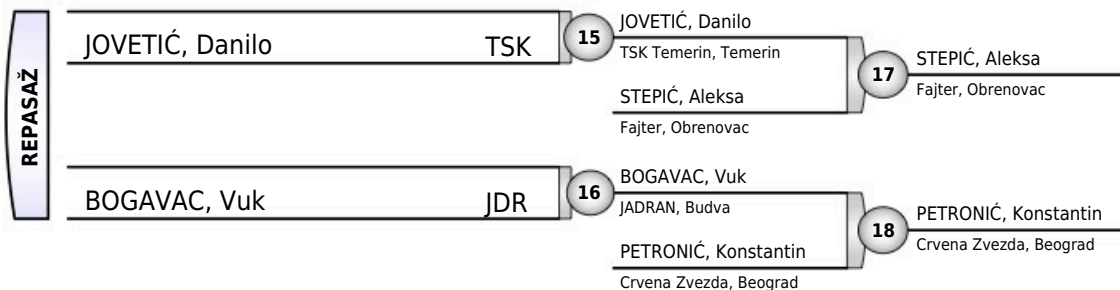 REPASAŽ
JOVETIĆ, Danilo TSK
15
JOVETIĆ, Danilo
TSK Temerin, Temerin
STEPIĆ, Aleksa
Fajter, Obrenovac
17
STEPIĆ, Aleksa
Fajter, Obrenovac
BOGAVAC, Vuk JDR
16
BOGAVAC, Vuk
JADRAN, Budva
PETRONIĆ, Konstantin
Crvena Zvezda, Beograd
18
PETRONIĆ, Konstantin
Crvena Zvezda, Beograd